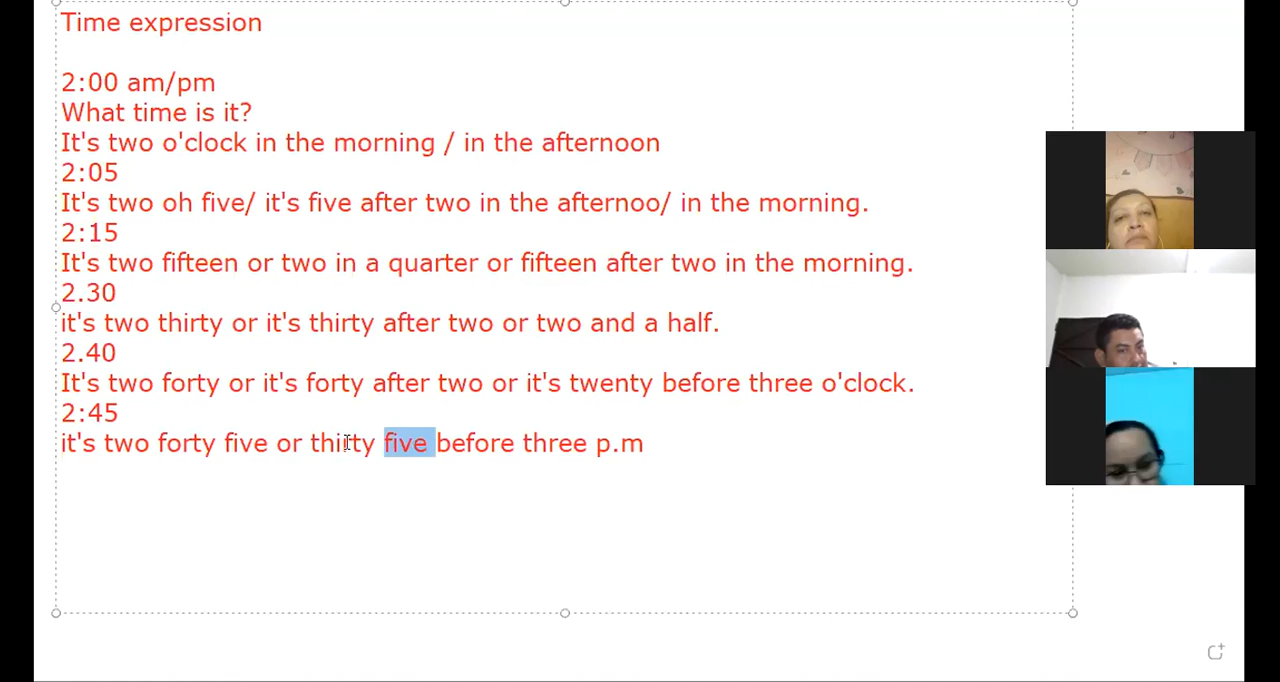 Time expression
2:00 am/pm
What time is it?
It's two o'clock in the morning / in the afternoon
2:05
It's two oh five/ it's five after two in the afternoo/ in the morning.
2:15
It's two fifteen or two in a quarter or fifteen after two in the morning.
2.30
it's two thirty or it's thirty after two or two and a half.
2.40
It's two forty or it's forty after two or it's twenty before three o'clock.
2:45
it's two forty five or thirty five before three p.m